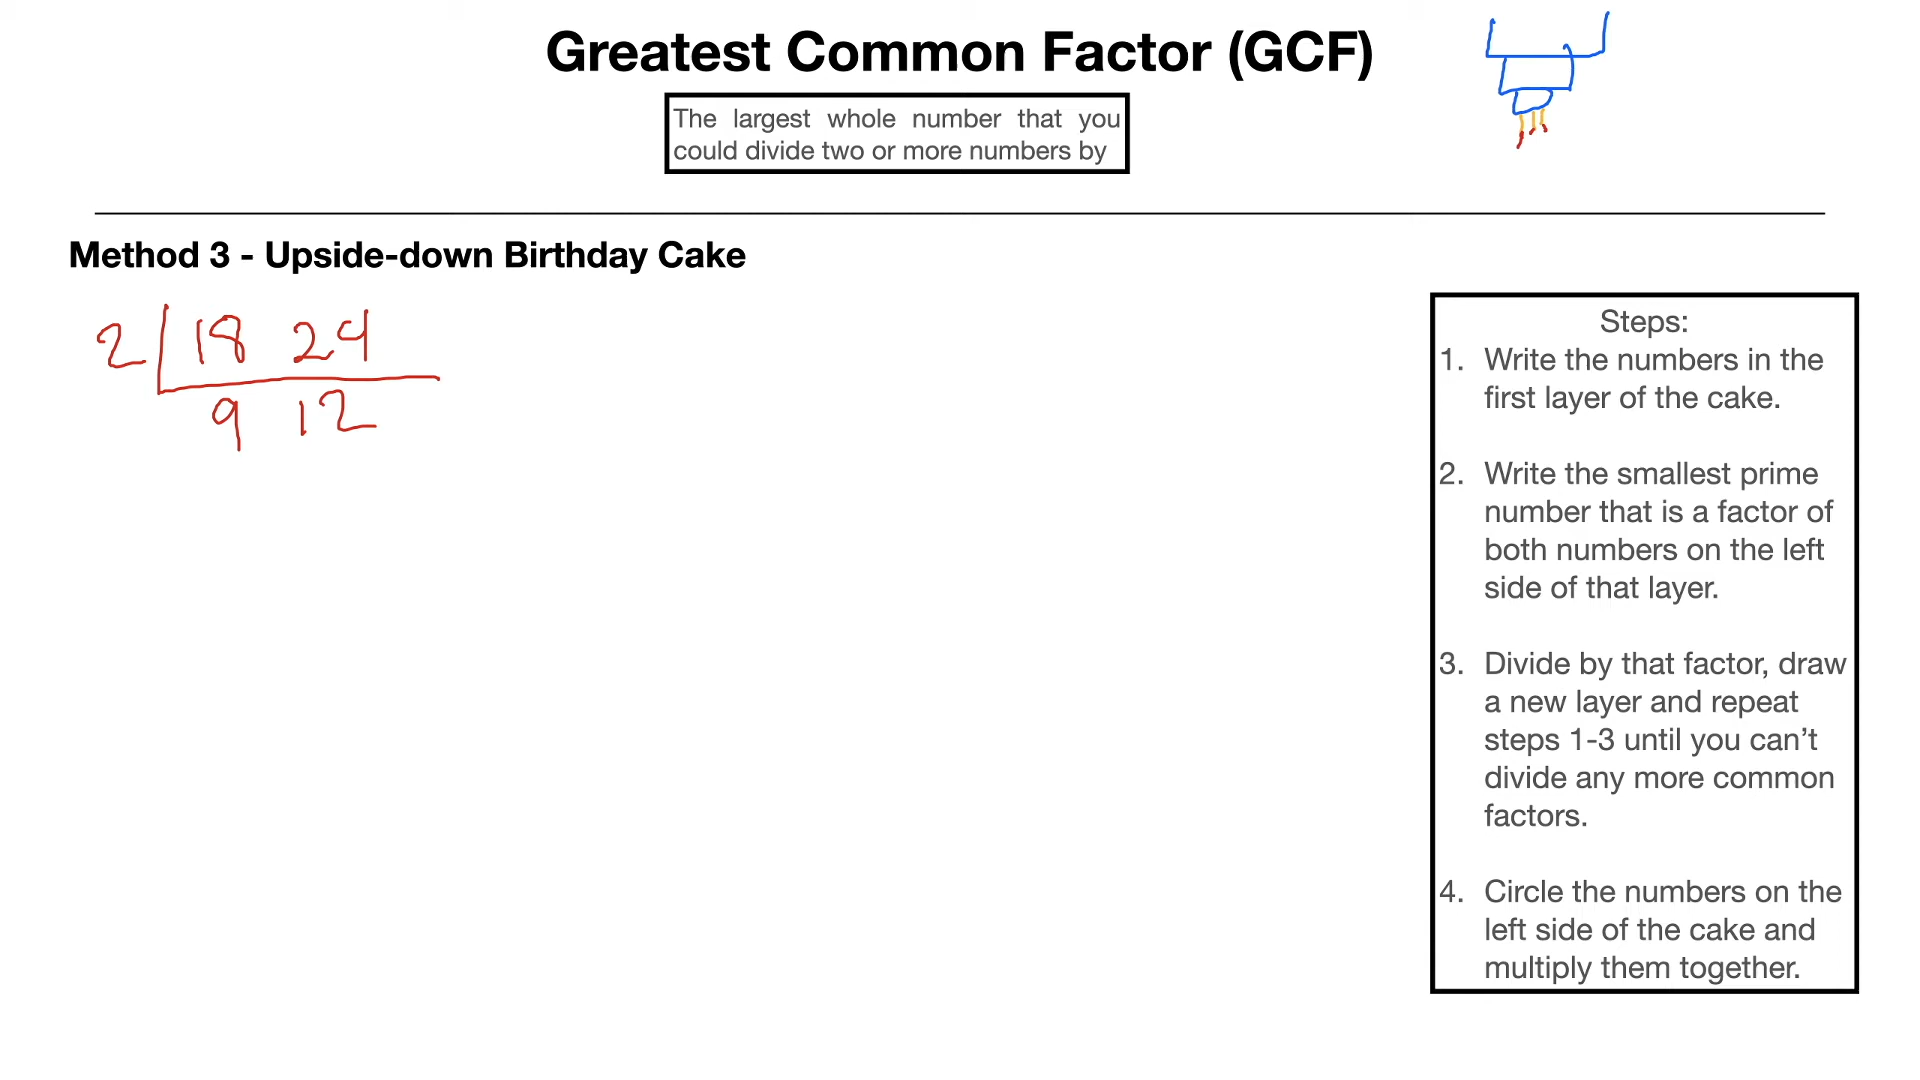 Greatest Common Factor (GCF)
The largest whole number that you
could divide two or more numbers by
Method 3 - Upside-down Birthday Cake
2 18 24
9 12
Steps:
1. Write the numbers in the
first layer of the cake.
2. Write the smallest prime
number that is a factor of
both numbers on the left
side of that layer.
3. Divide by that factor, draw
a new layer and repeat
steps 1-3 until you can’t
divide any more common
factors.
4. Circle the numbers on the
left side of the cake and
multiply them together.